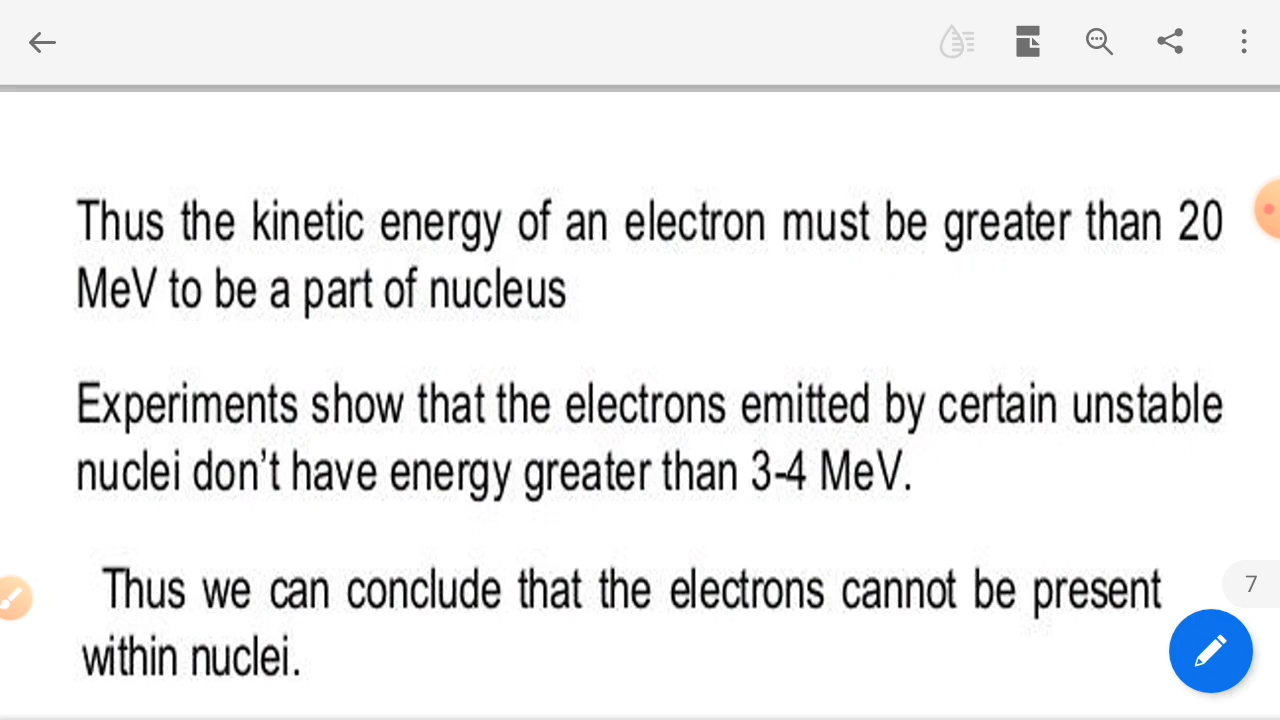 Thus the kinetic energy of an electron must be greater than 20
MeV to be a part of nucleus
Experiments show that the electrons emitted by certain unstable
nuclei don’t have energy greater than 3-4 MeV.
Thus we can conclude that the electrons cannot be present
within nuclei.
7